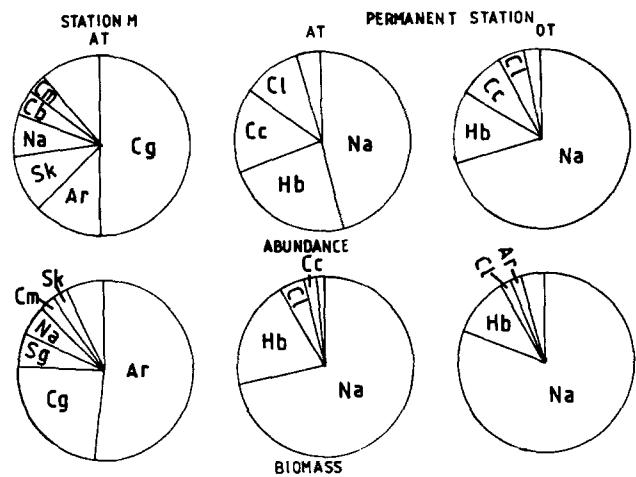 STATION M
AT
PERMANENT STATION
AT
OT
Cm
Cb
Na
Sk
Ar
Cg
Cl
Cc
Hb
Na
Cl
Cc
Hb
Na
ABUNDANCE
Sk
Cm
Na
Sg
Cg
Ar
Cc
Cl
Hb
Na
Ar
Cl
Hb
Na
BIOMASS